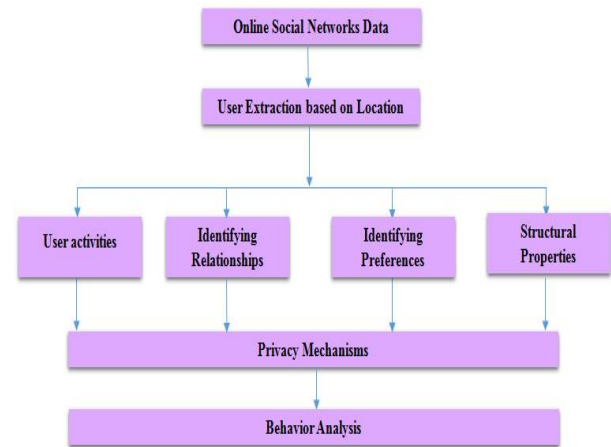 Online Social Networks Data
User Extraction based on Location
User activities
Identifying
Relationships
Identifying
Preferences
Structural
Properties
Privacy Mechanisms
Behavior Analysis